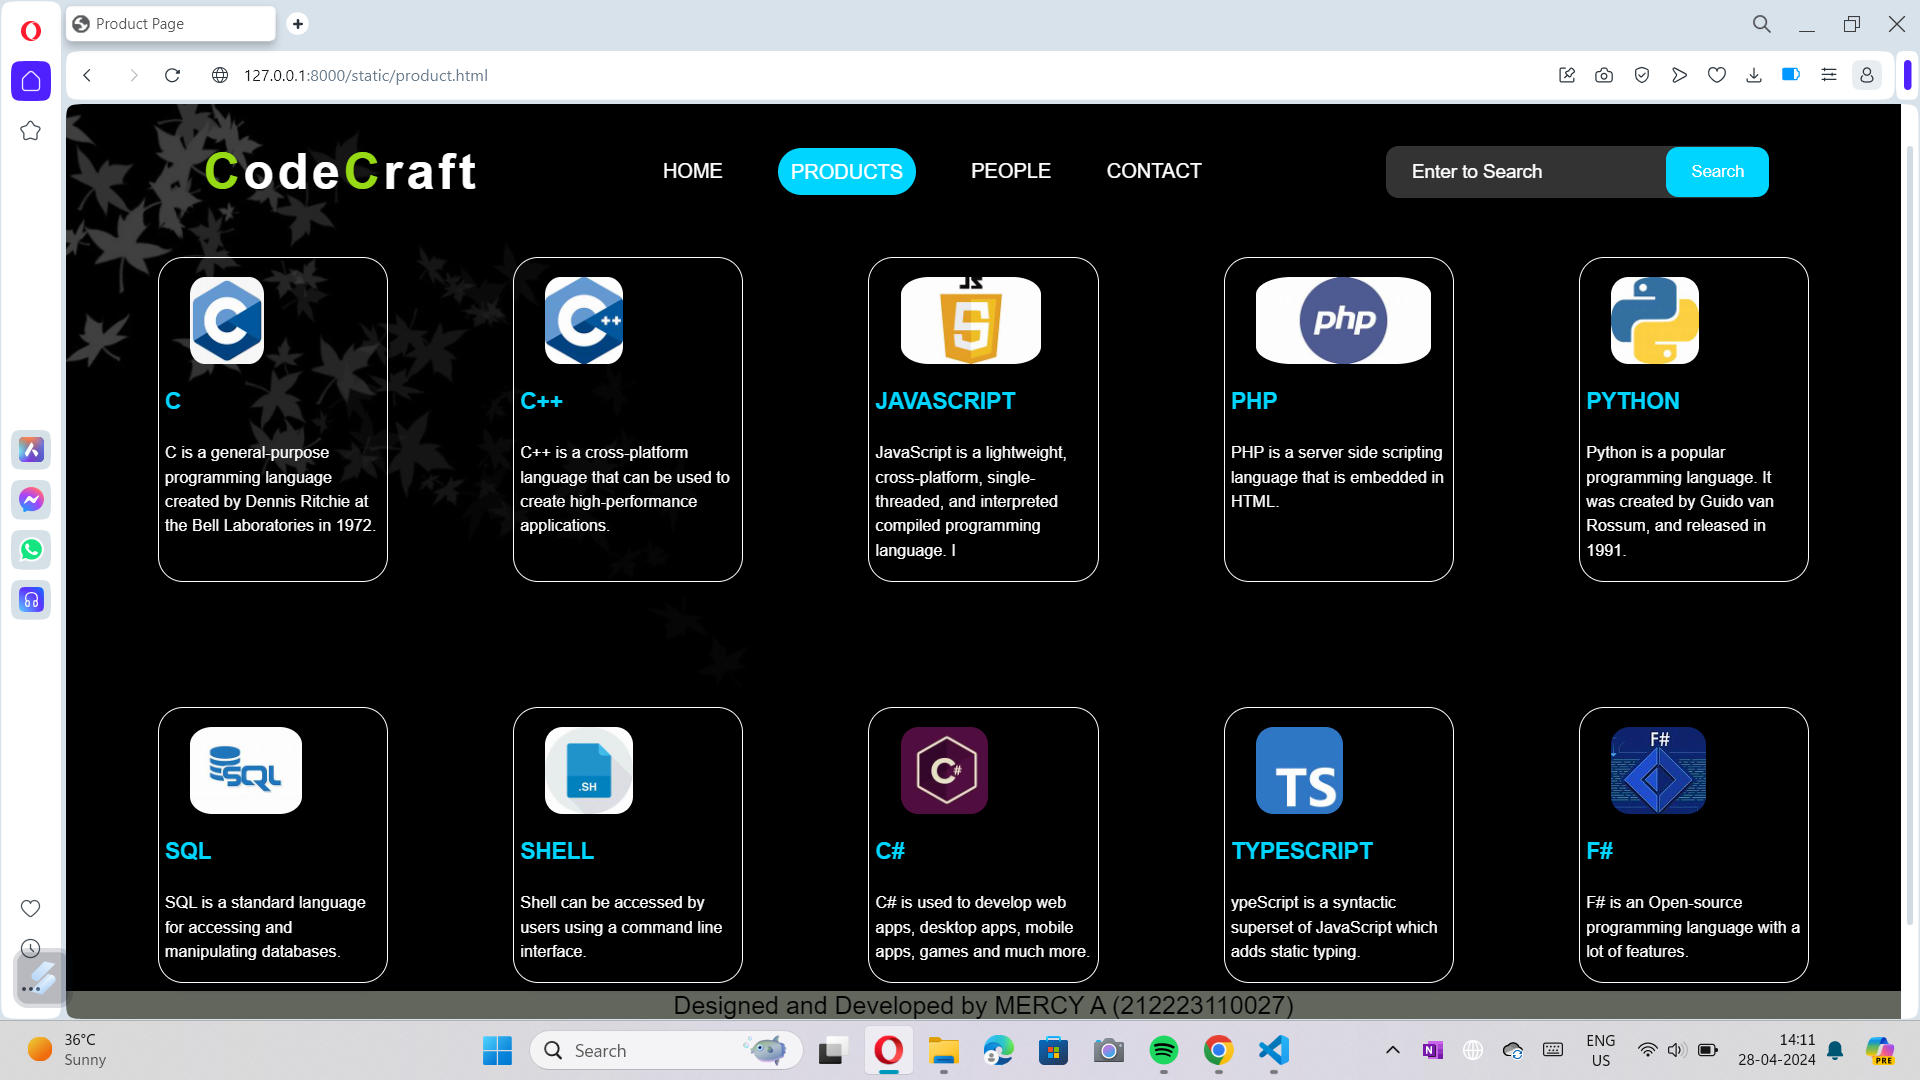 Product Page
127.0.0.1:8000/static/product.html
CodeCraft
HOME
PRODUCTS
PEOPLE
CONTACT
Enter to Search
Search
JS
php
C
C++
JAVASCRIPT
PHP
PYTHON
C is a general-purpose
programming language
created by Dennis Ritchie at
the Bell Laboratories in 1972.
C++ is a cross-platform
language that can be used to
create high-performance
applications.
JavaScript is a lightweight,
cross-platform, single-
threaded, and interpreted
compiled programming
language. I
PHP is a server side scripting
language that is embedded in
HTML.
Python is a popular
programming language. It
was created by Guido van
Rossum, and released in
1991.
SQL
.SH
C#
TS
F#
SQL
SHELL
C#
TYPESCRIPT
F#
SQL is a standard language
for accessing and
manipulating databases.
Shell can be accessed by
users using a command line
interface.
C# is used to develop web
apps, desktop apps, mobile
apps, games and much more.
ypeScript is a syntactic
superset of JavaScript which
adds static typing.
F# is an Open-source
programming language with a
lot of features.
Designed and Developed by MERCY A (212223110027)
36°C
Sunny
Search
ENG
US
14:11
28-04-2024
PRE